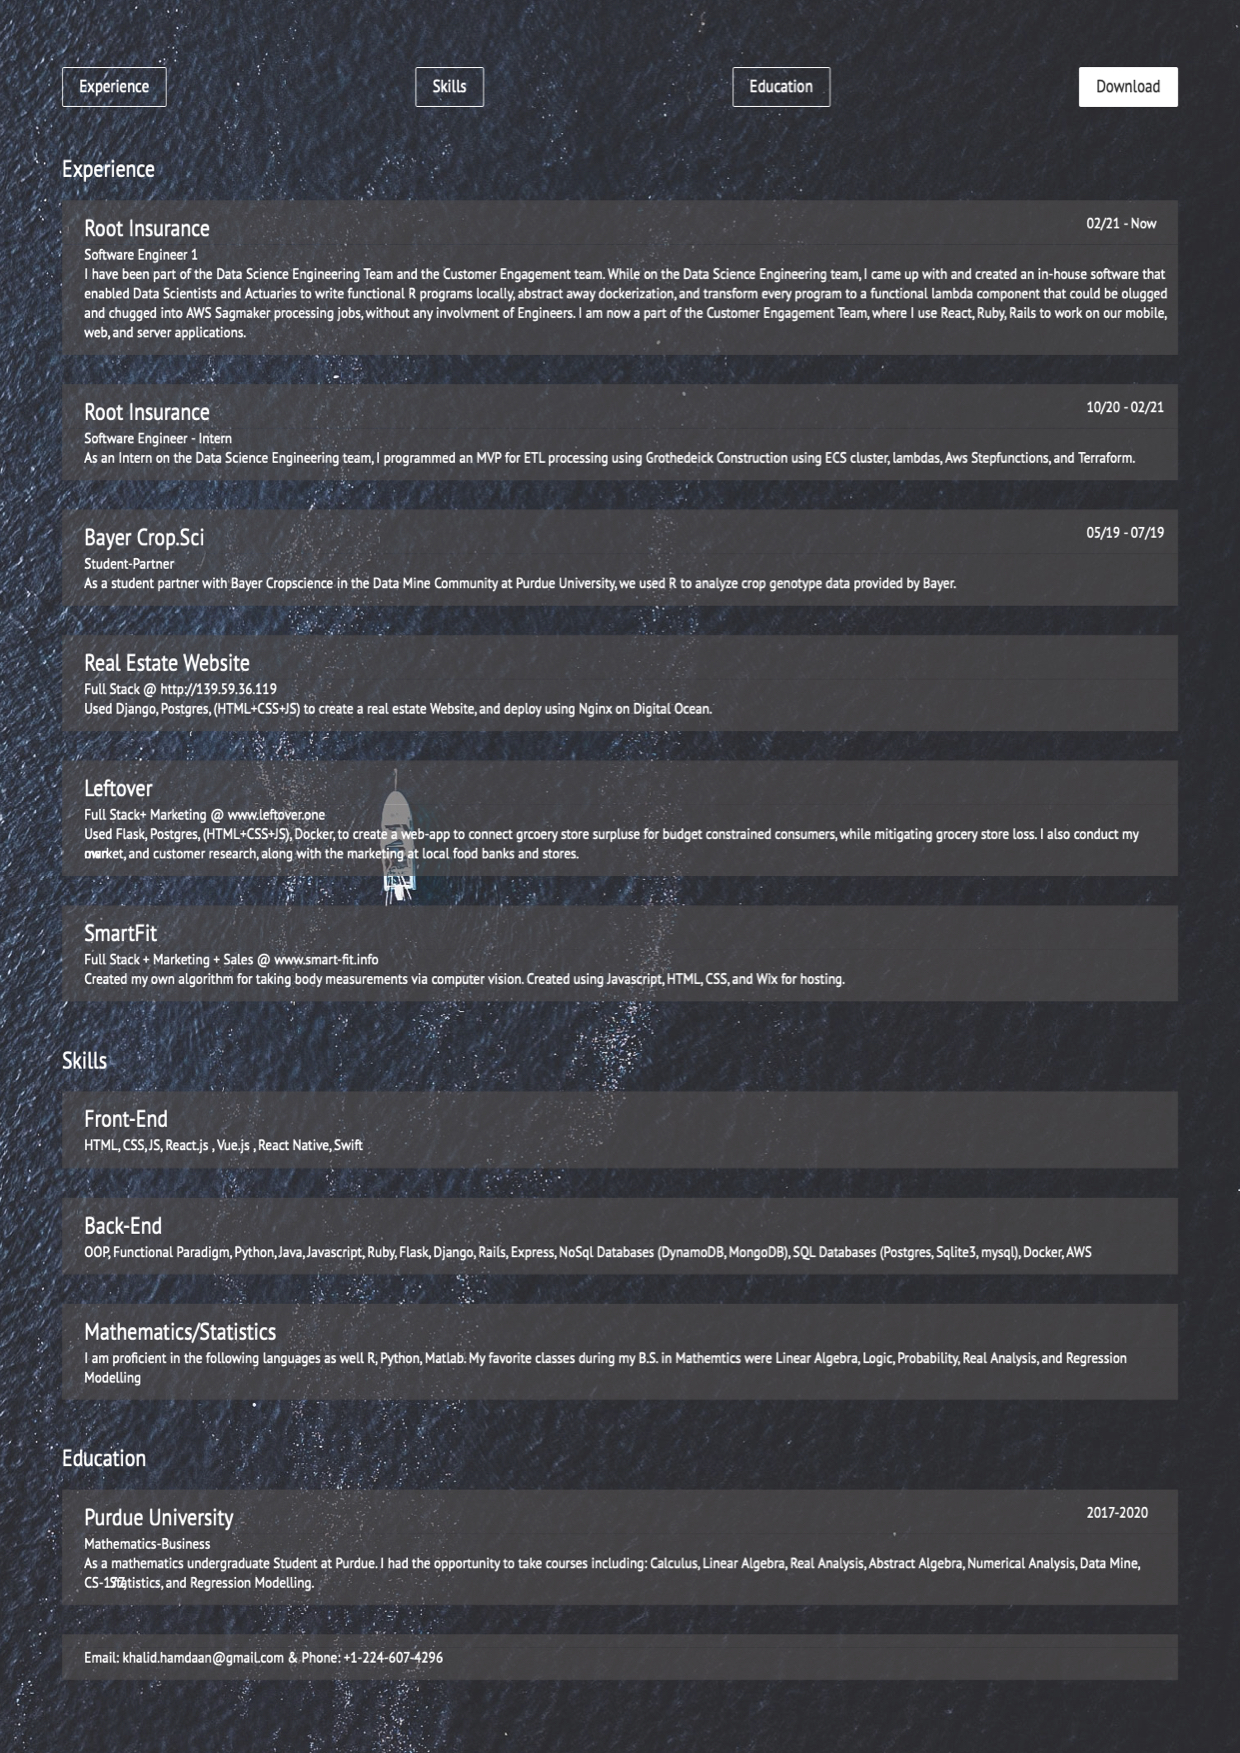 Experience
Skills
Education
Download
Experience
Root Insurance
02/21 - Now
Software Engineer 1
I have been part of the Data Science Engineering Team and the Customer Engagement team. While on the Data Science Engineering team, I came up with and created an in-house software that
enabled Data Scientists and Actuaries to write functional R programs locally, abstract away dockerization, and transform every program to a functional lambda component that could be olugged
and chugged into AWS Sagmaker processing jobs, without any involvment of Engineers. I am now a part of the Customer Engagement Team, where I use React, Ruby, Rails to work on our mobile,
web, and server applications.
Root Insurance
10/20 - 02/21
Software Engineer - Intern
As an Intern on the Data Science Engineering team, I programmed an MVP for ETL processing using Grothedeick Construction using ECS cluster, lambdas, Aws Stepfunctions, and Terraform.
Bayer Crop.Sci
05/19 - 07/19
Student-Partner
As a student partner with Bayer Cropscience in the Data Mine Community at Purdue University, we used R to analyze crop genotype data provided by Bayer.
Real Estate Website
Full Stack @ http://139.59.36.119
Used Django, Postgres, (HTML+CSS+JS) to create a real estate Website, and deploy using Nginx on Digital Ocean.
Leftover
Full Stack+ Marketing @ www.leftover.one
Used Flask, Postgres, (HTML+CSS+JS), Docker, to create a web-app to connect grcoery store surpluse for budget constrained consumers, while mitigating grocery store loss. I also conduct my
own market, and customer research, along with the marketing at local food banks and stores.
SmartFit
Full Stack + Marketing + Sales @ www.smart-fit.info
Created my own algorithm for taking body measurements via computer vision. Created using Javascript, HTML, CSS, and Wix for hosting.
Skills
Front-End
HTML, CSS, JS, React.js , Vue.js , React Native, Swift
Back-End
OOP, Functional Paradigm, Python, Java, Javascript, Ruby, Flask, Django, Rails, Express, NoSql Databases (DynamoDB, MongoDB), SQL Databases (Postgres, Sqlite3, mysql), Docker, AWS
Mathematics/Statistics
I am proficient in the following languages as well R, Python, Matlab. My favorite classes during my B.S. in Mathemtics were Linear Algebra, Logic, Probability, Real Analysis, and Regression
Modelling
Education
Purdue University
2017-2020
Mathematics-Business
As a mathematics undergraduate Student at Purdue. I had the opportunity to take courses including: Calculus, Linear Algebra, Real Analysis, Abstract Algebra, Numerical Analysis, Data Mine,
CS-177, Statistics, and Regression Modelling.
Email: khalid.hamdaan@gmail.com & Phone: +1-224-607-4296